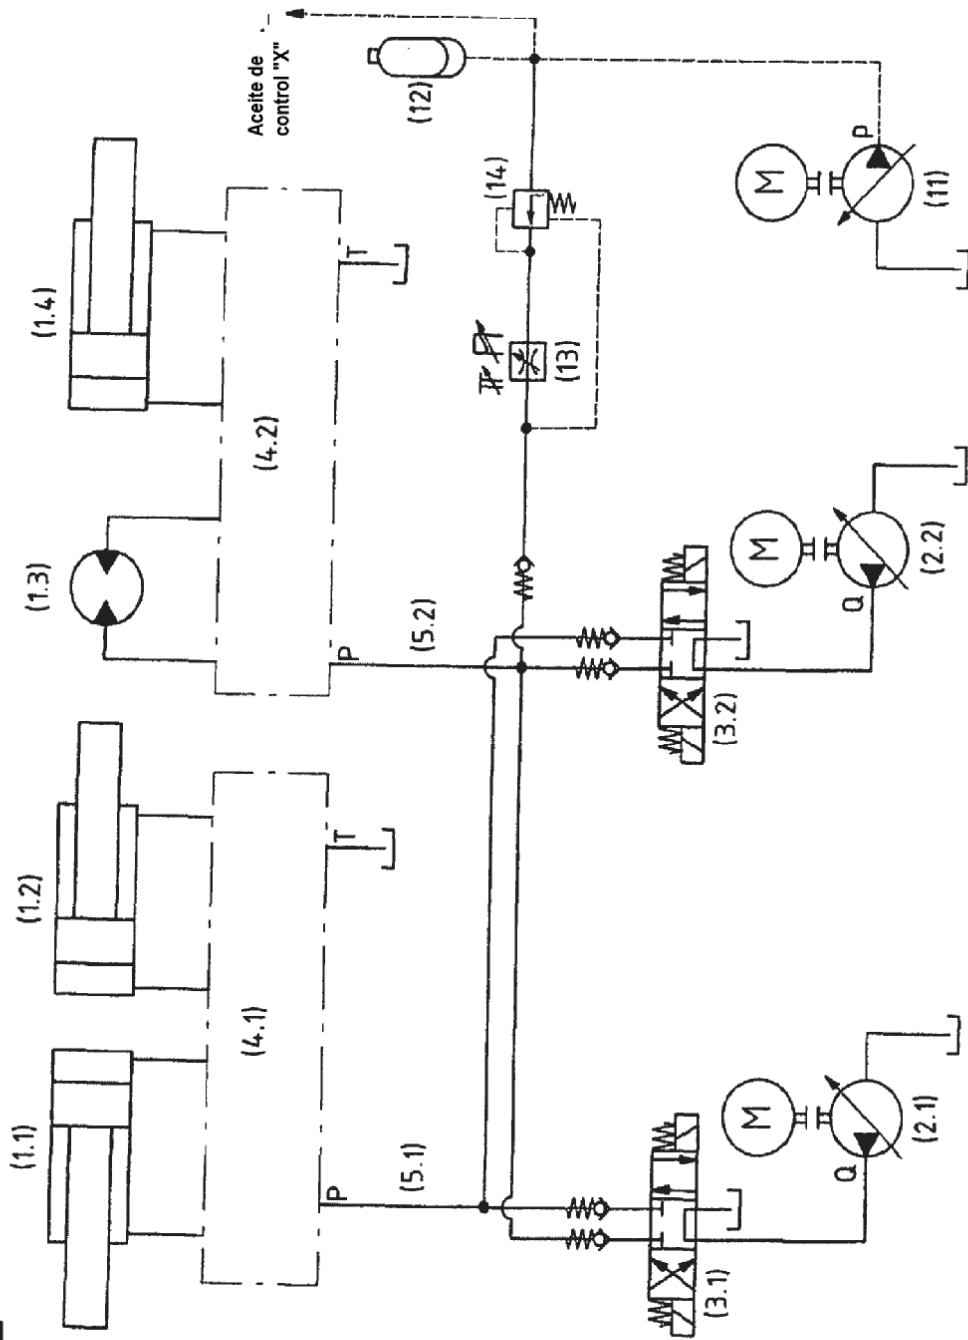 (1.1)
(1.2)
(1.3)
(1.4)
(4.1)
(4.2)
P
T
P
T
(5.1)
(5.2)
Aceite de
control "X"
(12)
(14)
(13)
(3.1)
(3.2)
M
M
M
Q
Q
P
(2.1)
(2.2)
(11)